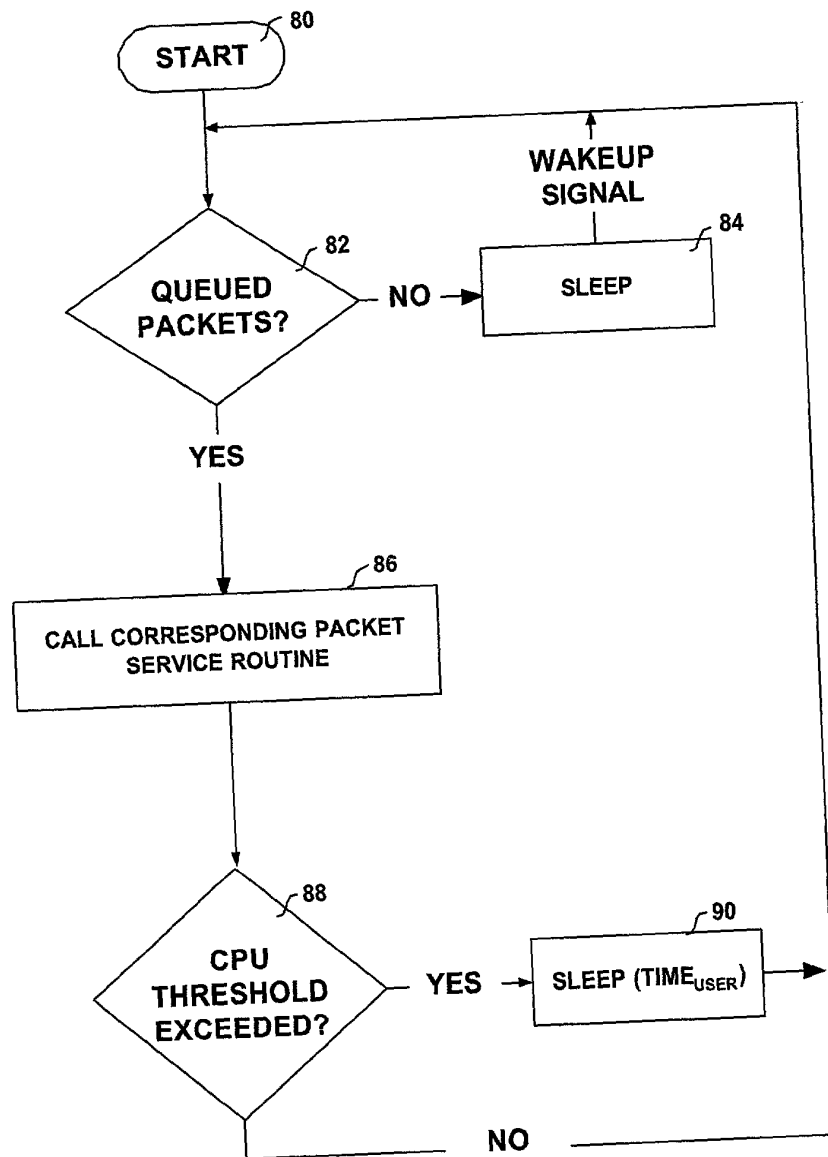 80
START
WAKEUP
SIGNAL
82
84
QUEUED
PACKETS?
NO
SLEEP
YES
86
CALL CORRESPONDING PACKET
SERVICE ROUTINE
88
90
CPU
THRESHOLD
EXCEEDED?
YES
SLEEP (TIME_USER)
NO